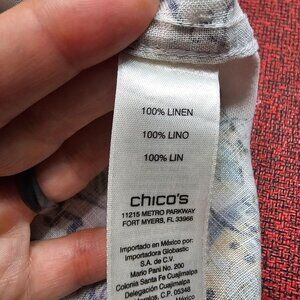 100% LINEN
100% LINO
100% LIN
chico's
11215 METRO PARKWAY
FORT MYERS, FL 33966
Importado en México por:
Importadora Globastic
S.A. de C.V.
Mario Pani No. 200
Colonia Santa Fe Cuajimalpa
Delegación Cuajimalpa
C.P. 05348